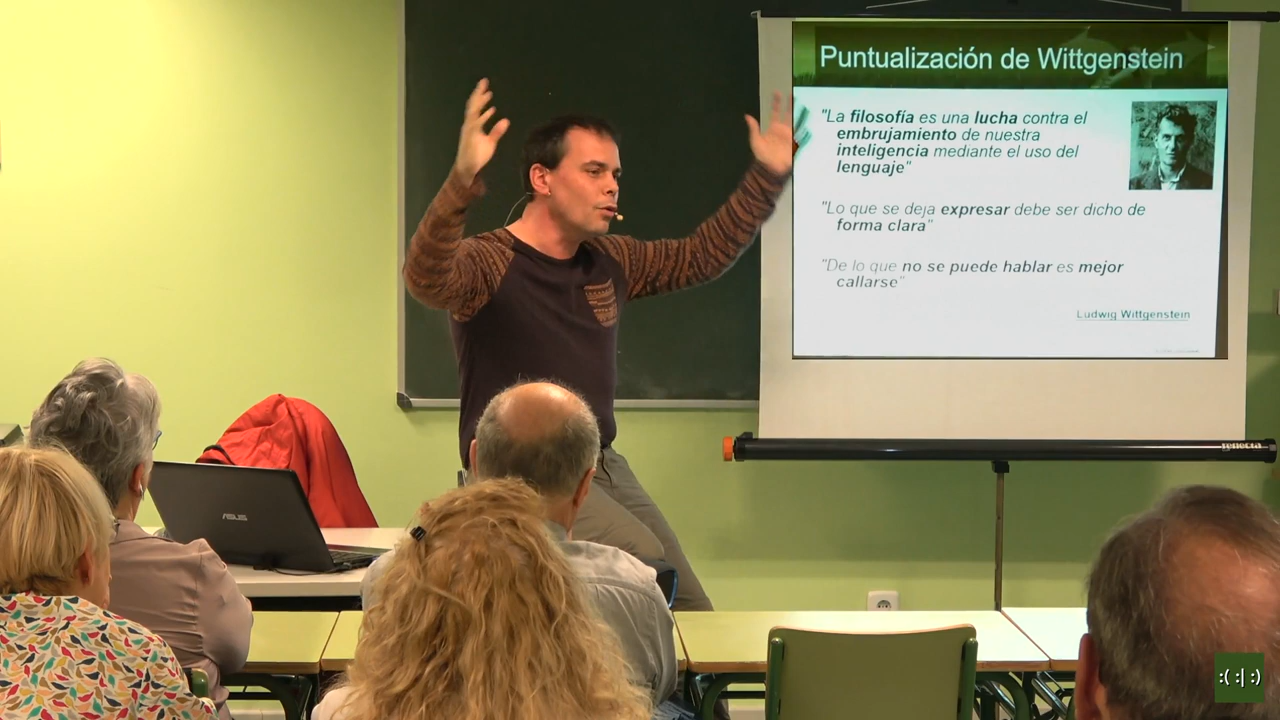 Puntualización de Wittgenstein
"La filosofía es una lucha contra el
embrujamiento de nuestra
inteligencia mediante el uso del
lenguaje"
"Lo que se deja expresar debe ser dicho de
forma clara"
"De lo que no se puede hablar es mejor
callarse"
Ludwig Wittgenstein
reflecta
ASUS
:( :| :)